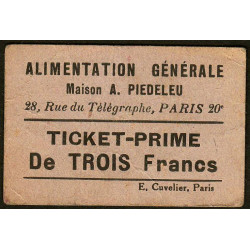 ALIMENTATION GÉNÉRALE
Maison A. PIEDELEU
28, Rue du Télégraphe, PARIS 20e
TICKET-PRIME
De TROIS Francs
E. Cuvelier, Paris